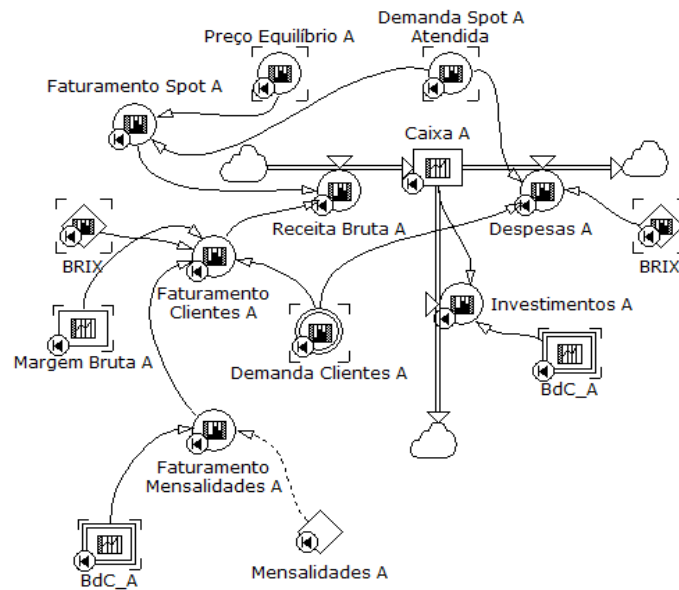 Demanda Spot A
Atendida
Preço Equilíbrio A
Faturamento Spot A
Caixa A
Receita Bruta A
Despesas A
BRIX
BRIX
Faturamento
Clientes A
Investimentos A
Margem Bruta A
Demanda Clientes A
BdC_A
Faturamento
Mensalidades A
Mensalidades A
BdC_A